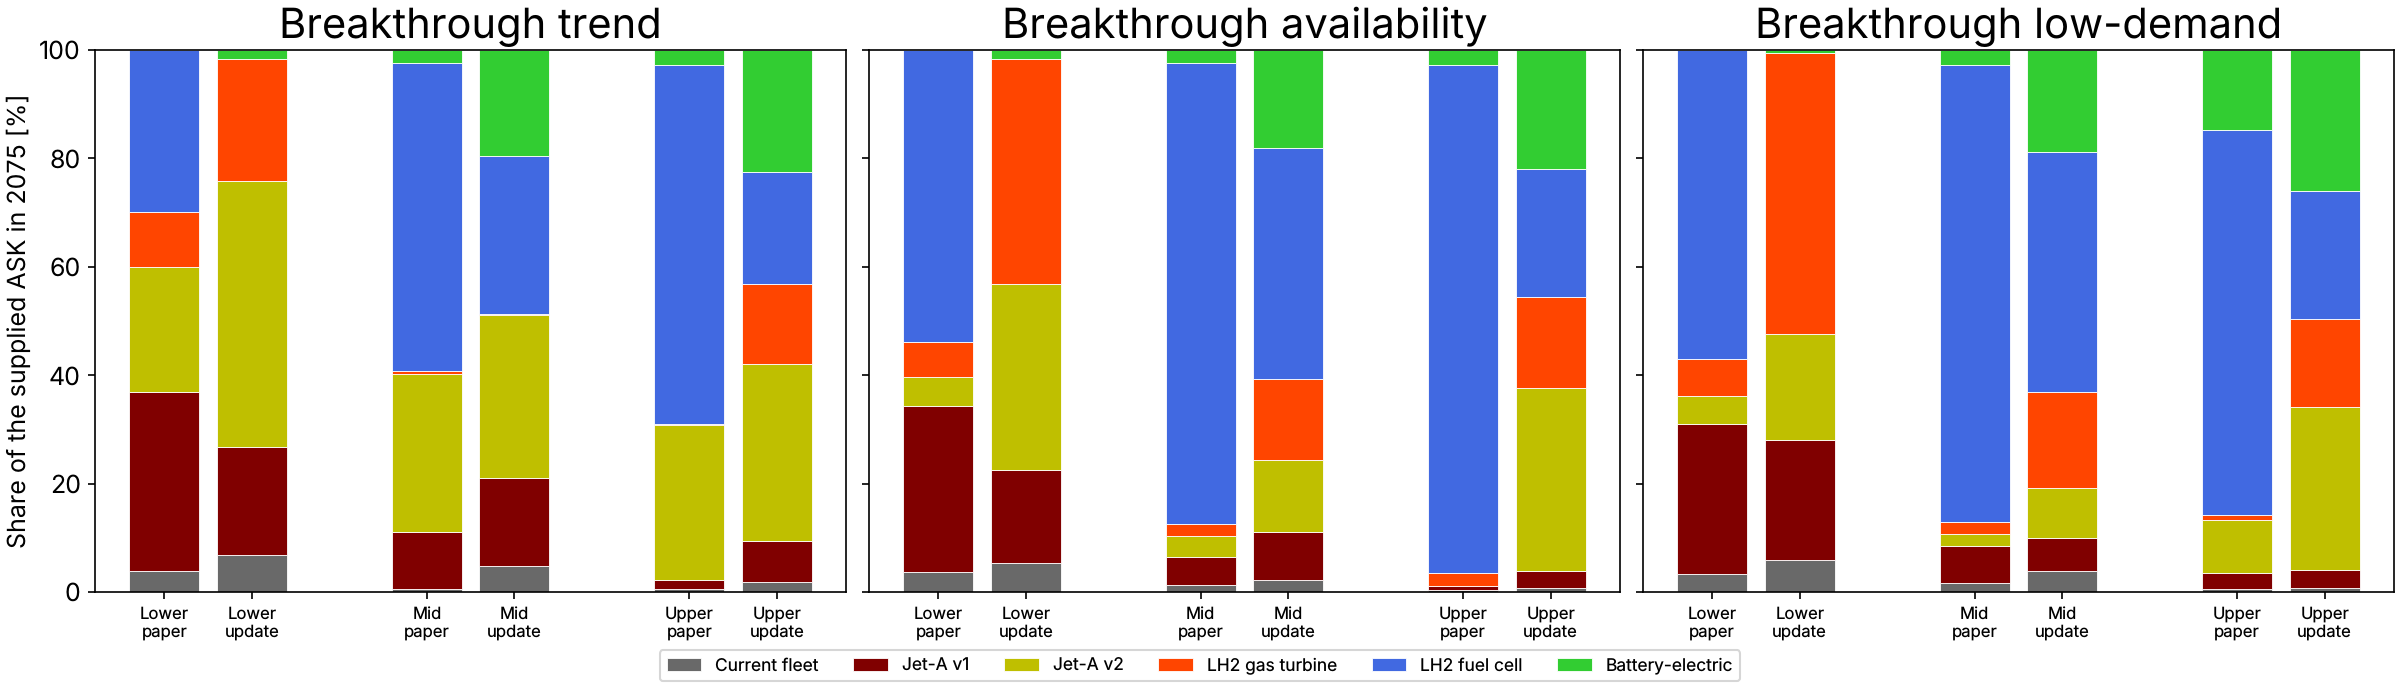 Breakthrough trend
Breakthrough availability
Breakthrough low-demand
Share of the supplied ASK in 2075 [%]
100
80
60
40
20
0
Lower
paper
Lower
update
Mid
paper
Mid
update
Upper
paper
Upper
update
Lower
paper
Lower
update
Mid
paper
Mid
update
Upper
paper
Upper
update
Lower
paper
Lower
update
Mid
paper
Mid
update
Upper
paper
Upper
update
Current fleet
Jet-A v1
Jet-A v2
LH2 gas turbine
LH2 fuel cell
Battery-electric